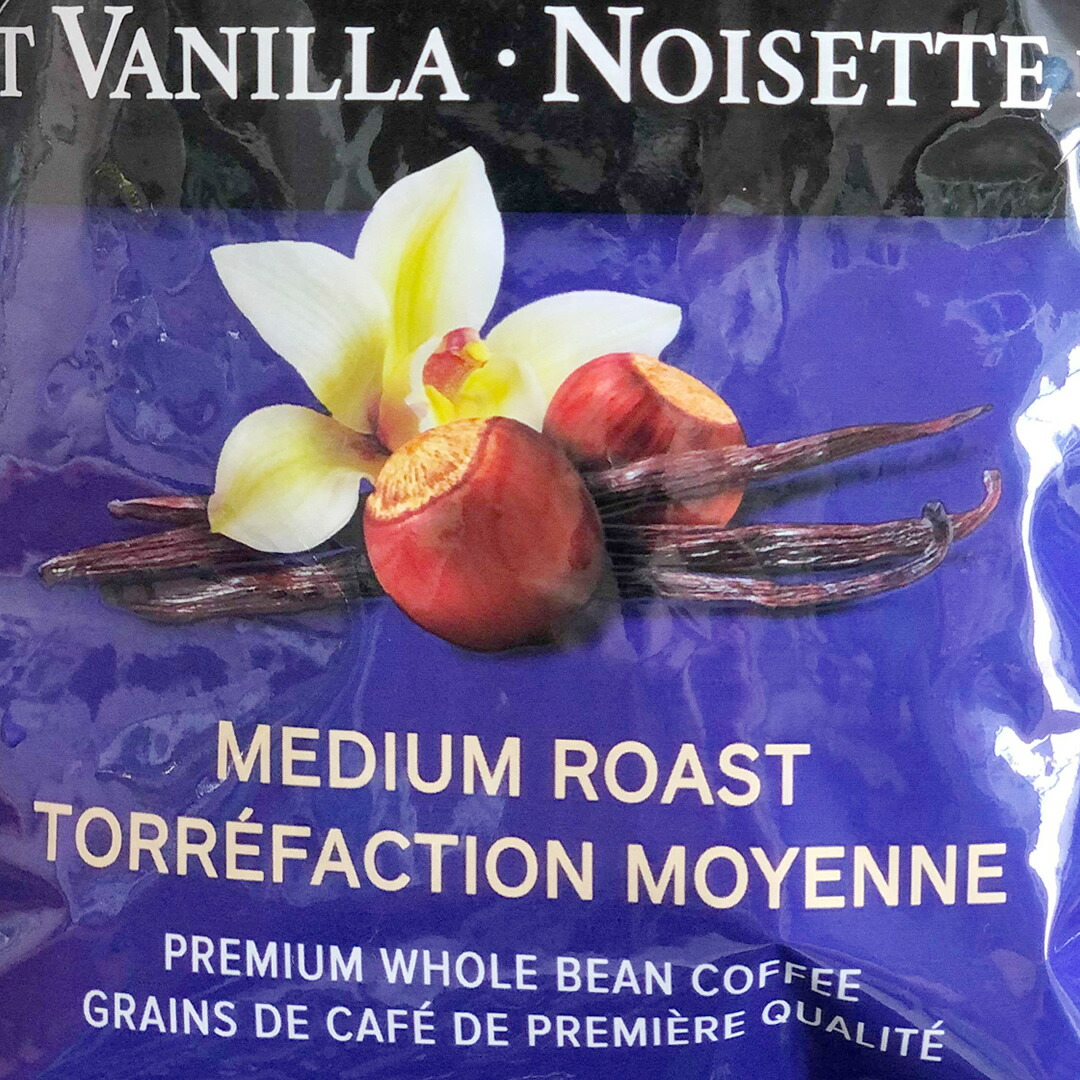 T VANILLA · NOISETTE
MEDIUM ROAST
TORRÉFACTION MOYENNE
PREMIUM WHOLE BEAN COFFEE
GRAINS DE CAFÉ DE PREMIÈRE QUALITÉ